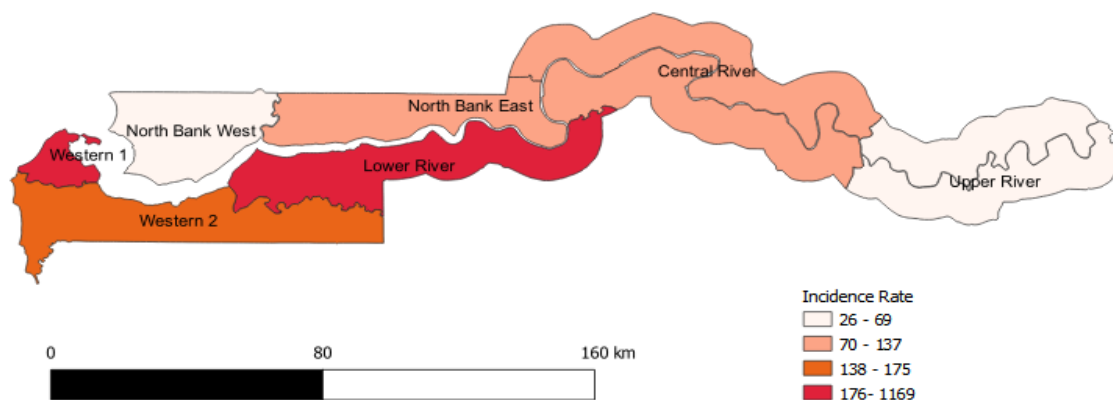 Central River
North Bank East
North Bank West
Western 1
Lower River
Upper River
Western 2
Incidence Rate
26 - 69
70 - 137
138 - 175
176- 1169
0 80 160 km